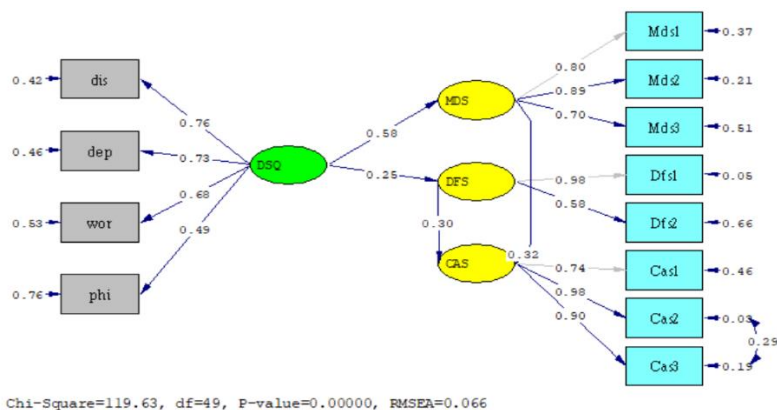 Mds1
0.37
0.80
0.42
dis
Mds2
0.21
0.89
MDS
0.76
0.70
Mds3
0.51
0.58
0.46
dep
0.73
DSQ
0.98
Dfs1
0.05
0.25
DFS
0.68
0.58
Dfs2
0.66
0.53
wor
0.49
0.30
0.32
CAS
0.74
Cas1
0.46
0.76
phi
0.98
Cas2
0.03
0.90
0.29
Cas3
0.19
Chi-Square=119.63, df=49, P-value=0.00000, RMSEA=0.066